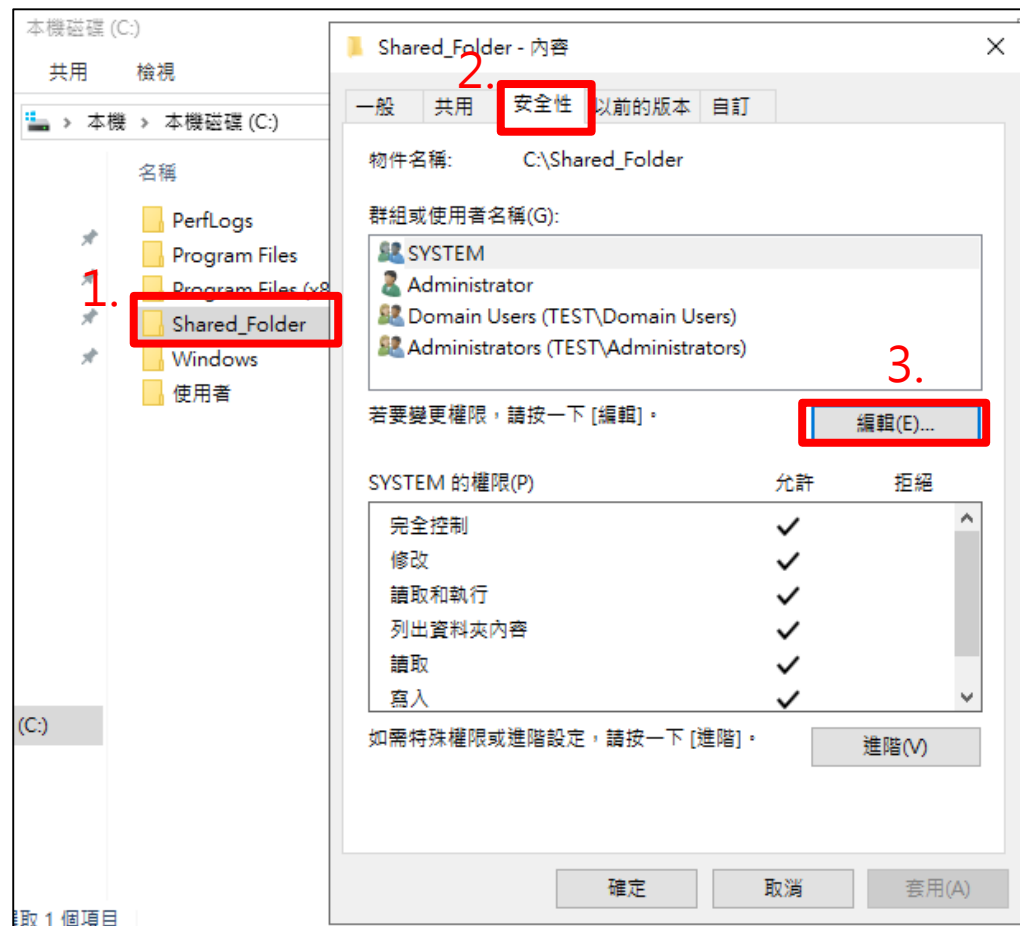 本機磁碟 (C:)
共用 檢視
本機 › 本機磁碟 (C:)
名稱
PerfLogs
Program Files
1.
Program Files (x8
Shared_Folder
Windows
使用者
(C:)
取 1 個項目
Shared_Folder - 內容
2.
一般 共用 安全性 以前的版本 自訂
物件名稱: C:\Shared_Folder
群組或使用者名稱(G):
SYSTEM
Administrator
Domain Users (TEST\Domain Users)
Administrators (TEST\Administrators)
3.
若要變更權限，請按一下 [編輯]。
編輯(E)...
SYSTEM 的權限(P) 允許 拒絕
完全控制
修改
讀取和執行
列出資料夾內容
讀取
寫入
如需特殊權限或進階設定，請按一下 [進階]。
進階(V)
確定 取消 套用(A)